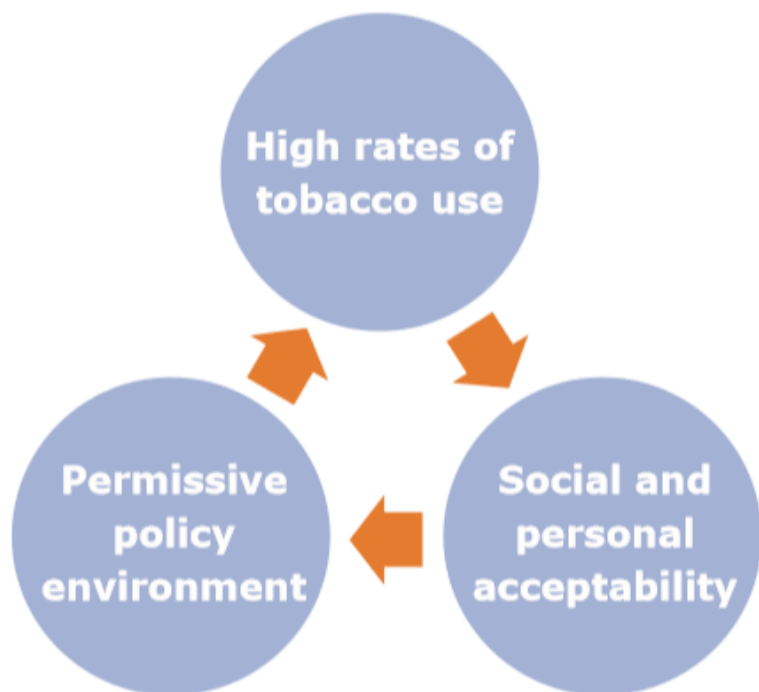 High rates of
tobacco use
Social and
personal
acceptability
Permissive
policy
environment